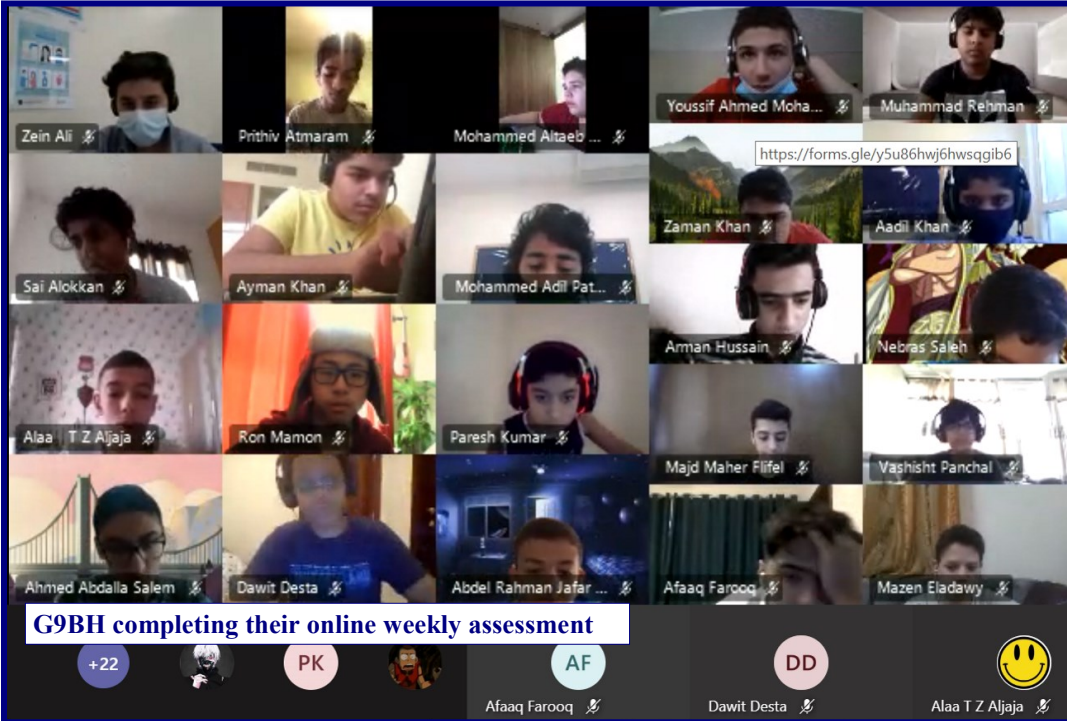 Zein Ali
Prithiv Atmaram
Mohammed Altaeb ...
Youssif Ahmed Moha...
Muhammad Rehman
https://forms.gle/y5u86hwj6hwsqgib6
Zaman Khan
Aadil Khan
Sai Alokkan
Ayman Khan
Mohammed Adil Pat...
Arman Hussain
Nebras Saleh
Alaa T Z Aljaja
Ron Mamon
Paresh Kumar
Majd Maher Flifel
Vashisht Panchal
Ahmed Abdalla Salem
Dawit Desta
Abdel Rahman Jafar ...
Afaaq Farooq
Mazen Eladawy
G9BH completing their online weekly assessment
+22
PK
AF
DD
Afaaq Farooq
Dawit Desta
Alaa T Z Aljaja